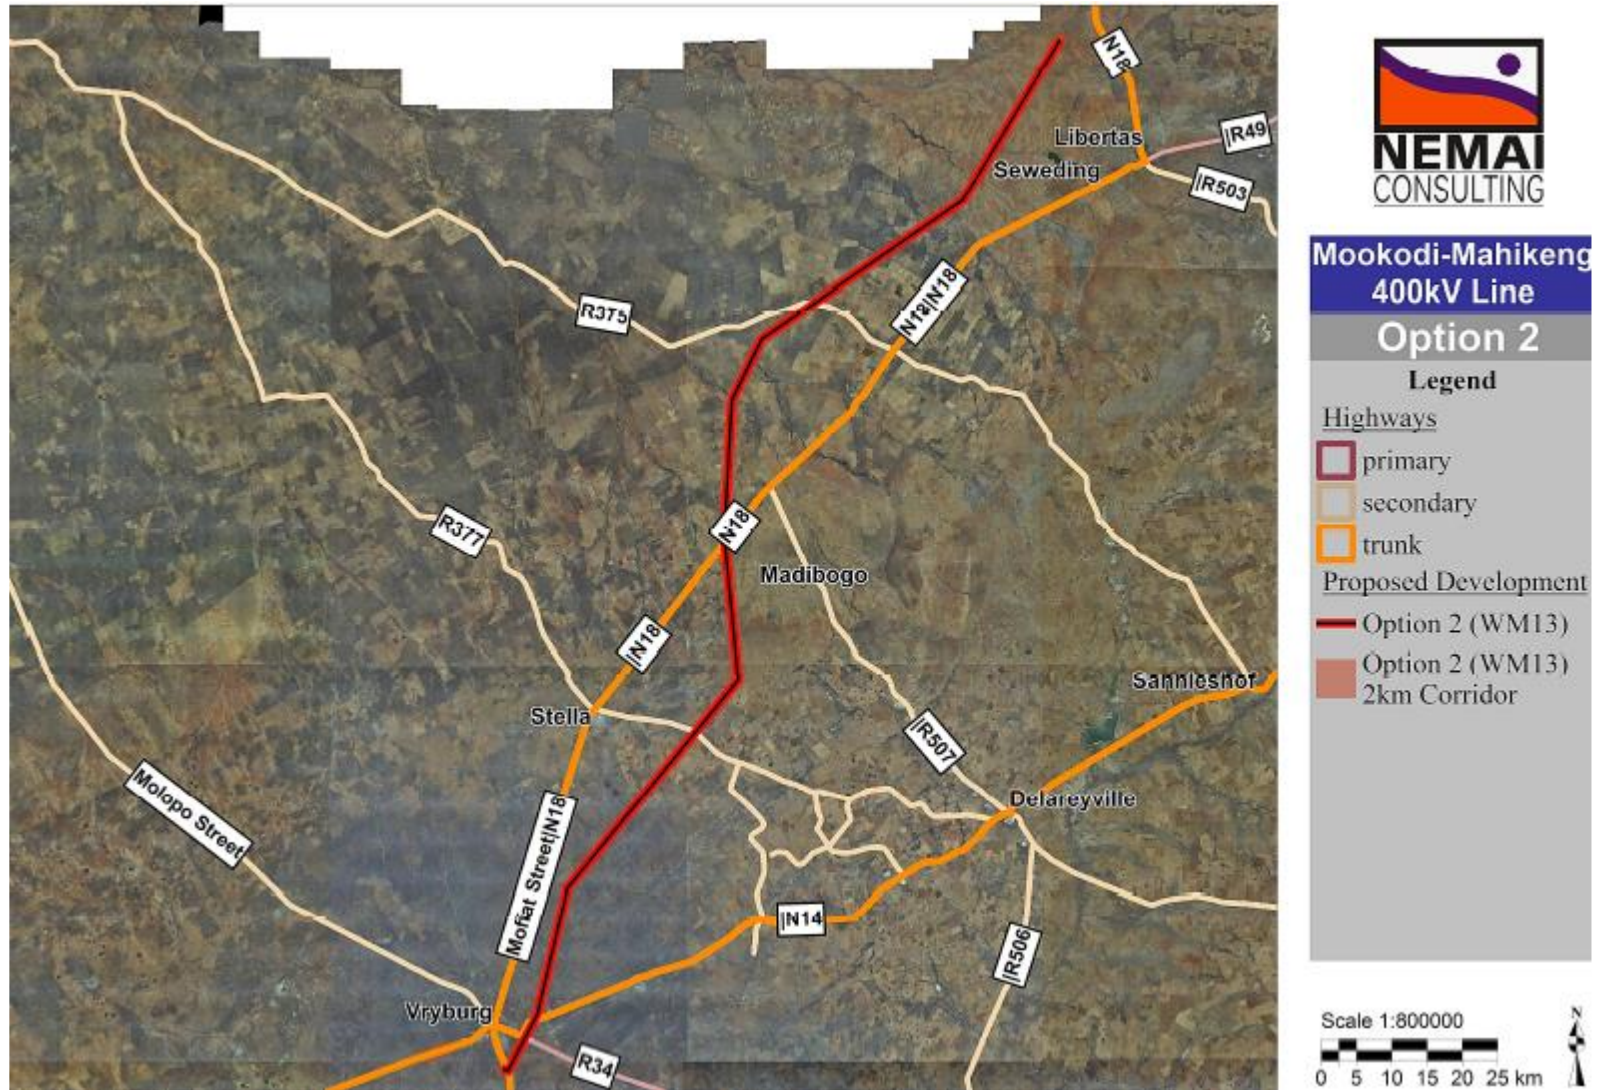 N18
Libertas
|R49
Seweding
|R503
R375
N18|N18
R377
N18
Madibogo
|N18
Sannieshof
Stella
|R507
Molopo Street
Moffat Street|N18
Delareyville
|N14
|R506
Vryburg
R34
NEMAI
CONSULTING
Mookodi-Mahikeng
400kV Line
Option 2
Legend
Highways
primary
secondary
trunk
Proposed Development
Option 2 (WM13)
Option 2 (WM13)
2km Corridor
Scale 1:800000
N
0 5 10 15 20 25 km